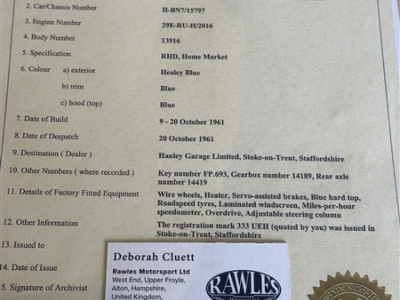 2. Car/Chassis Number H-BN7/15797
3. Engine Number 29E-RU-H/2016
4. Body Number 13916
5. Specification RHD, Home Market
6. Colour a) exterior Healey Blue
b) trim Blue
c) hood (top) Blue
7. Date of Build 9 - 20 October 1961
8. Date of Despatch 20 October 1961
9. Destination ( Dealer ) Hanley Garage Limited, Stoke-on-Trent, Staffordshire
10. Other Numbers ( where recorded ) Key number FP.693, Gearbox number 14189, Rear axle
number 14419
11. Details of Factory Fitted Equipment Wire wheels, Heater, Servo-assisted brakes, Blue hard top,
Roadspeed tyres, Laminated windscreen, Miles-per-hour
speedometer, Overdrive, Adjustable steering column
12. Other Information The registration mark 333 UEH (quoted by you) was issued in
Stoke-on-Trent, Staffordshire
13. Issued to
14. Date of Issue
5. Signature of Archivist
Deborah Cluett
Rawles Motorsport Ltd
West End, Upper Froyle,
Alton, Hampshire,
United Kingdom,
RAWLES